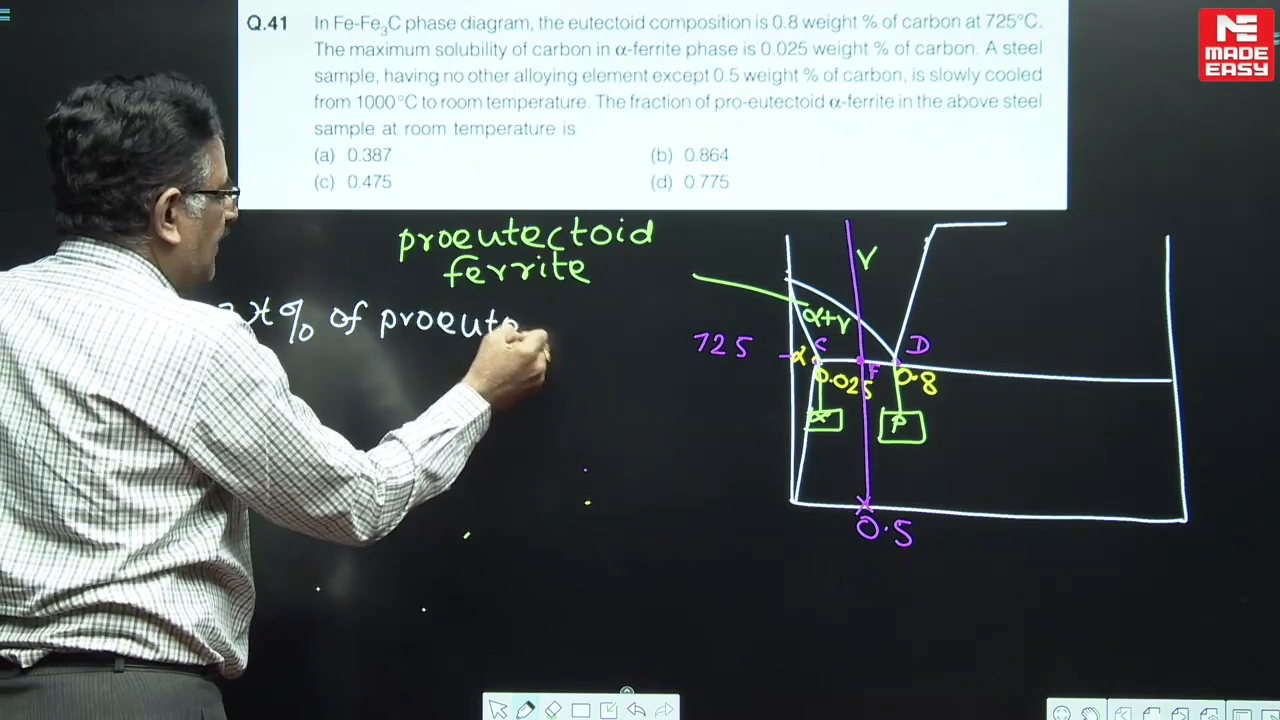 Q.41 In Fe-Fe₃C phase diagram, the eutectoid composition is 0.8 weight % of carbon at 725°C.
The maximum solubility of carbon in α-ferrite phase is 0.025 weight % of carbon. A steel
sample, having no other alloying element except 0.5 weight % of carbon, is slowly cooled
from 1000°C to room temperature. The fraction of pro-eutectoid α-ferrite in the above steel
sample at room temperature is
(a) 0.387 (b) 0.864
(c) 0.475 (d) 0.775
ME
MADE
EASY
proeutectoid
ferrite
% of proeut
γ
α+γ
725 α C F D
0.025 0.8
α P
0.5